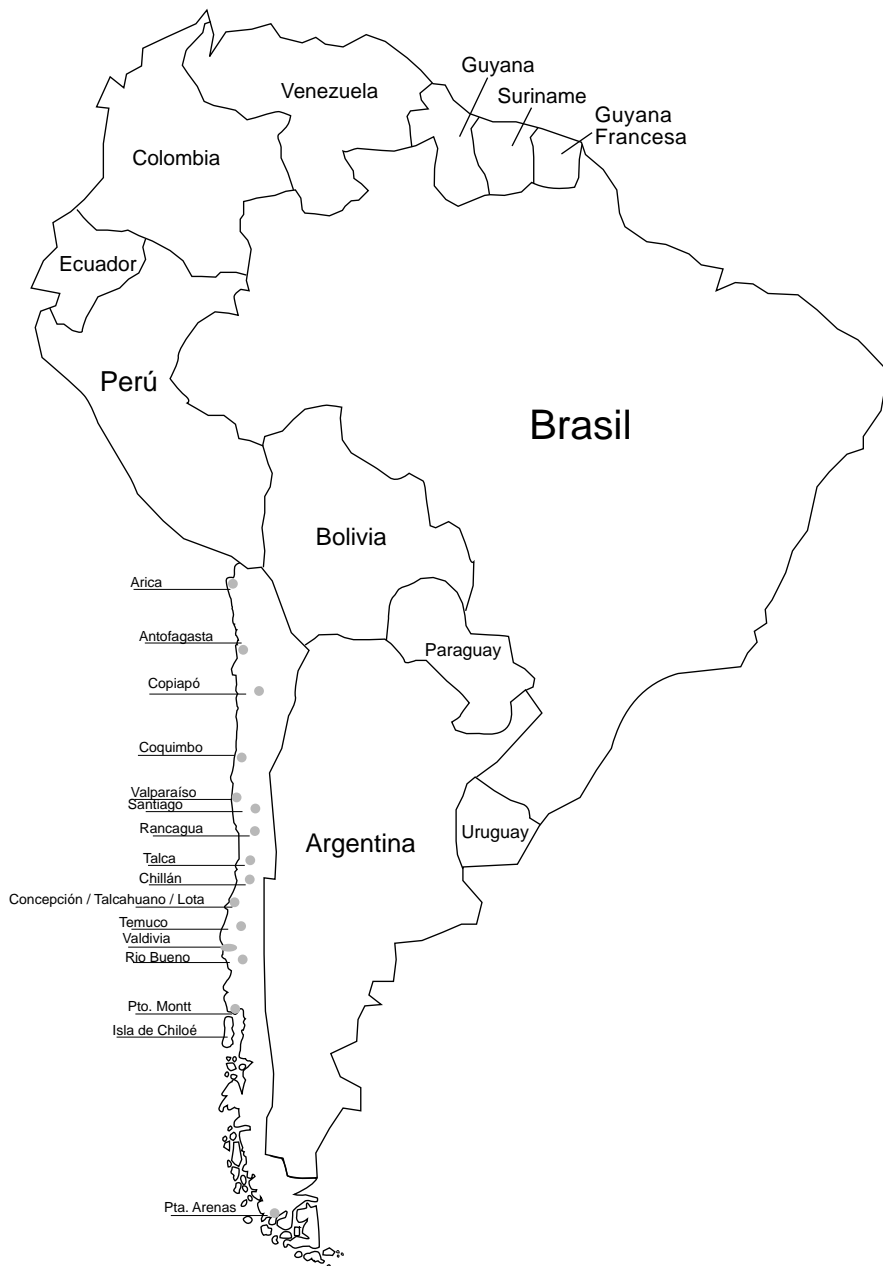 Guyana
Venezuela
Suriname
Guyana
Francesa
Colombia
Ecuador
Perú
Brasil
Bolivia
Arica
Antofagasta
Paraguay
Copiapó
Coquimbo
Valparaíso
Santiago
Rancagua
Uruguay
Argentina
Talca
Chillán
Concepción / Talcahuano / Lota
Temuco
Valdivia
Rio Bueno
Pto. Montt
Isla de Chiloé
Pta. Arenas